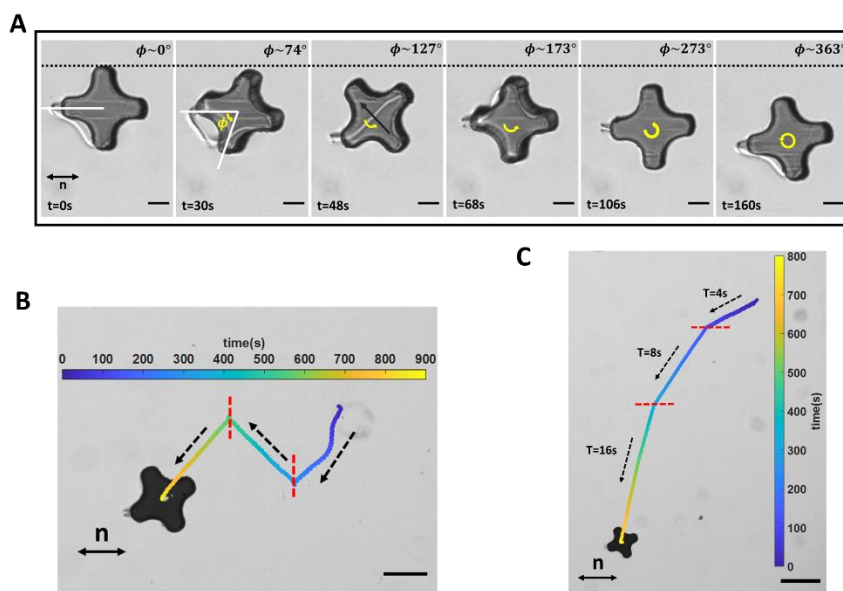 A
ϕ~0° ϕ~74° ϕ~127° ϕ~173° ϕ~273° ϕ~363°
ϕ
n
t=0s t=30s t=48s t=68s t=106s t=160s
B
time(s)
0 100 200 300 400 500 600 700 800 900
n
C
T=4s
T=8s
T=16s
n
800
700
600
500
400
300
200
100
0
time(s)